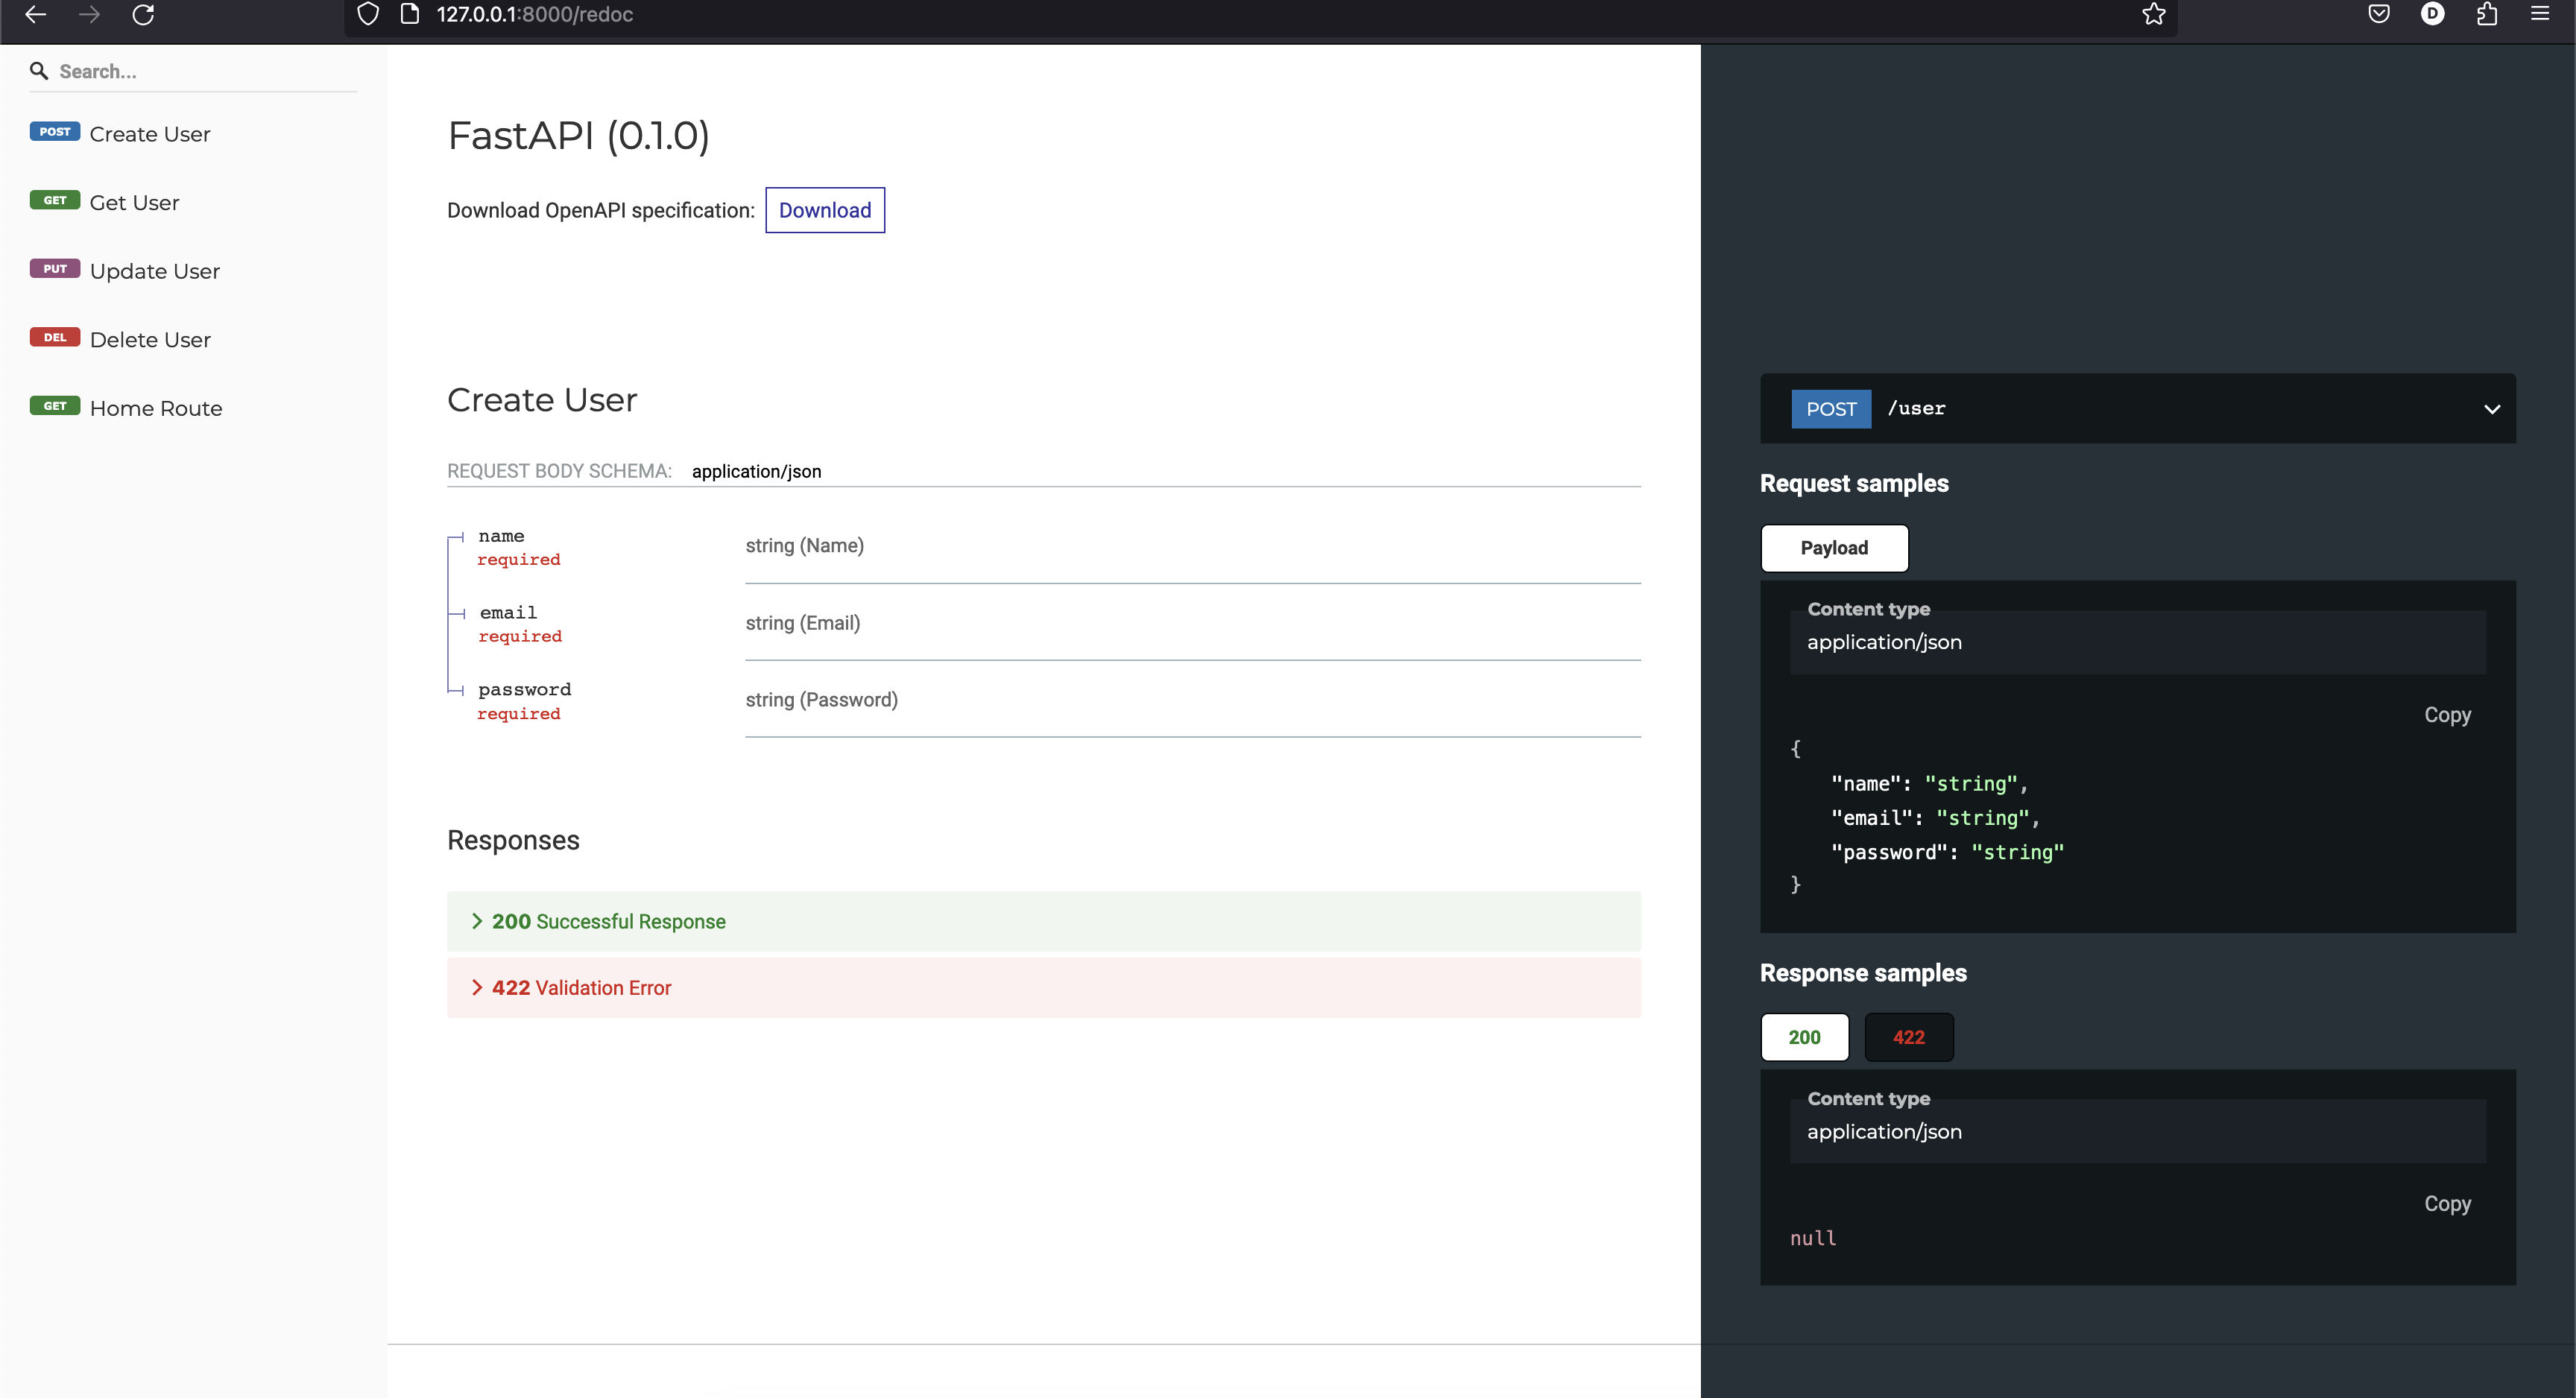 127.0.0.1:8000/redoc
D
Search...
POST Create User
GET Get User
PUT Update User
DEL Delete User
GET Home Route
FastAPI (0.1.0)
Download OpenAPI specification: Download
Create User
REQUEST BODY SCHEMA: application/json
name
required
string (Name)
email
required
string (Email)
password
required
string (Password)
Responses
200 Successful Response
422 Validation Error
POST /user
Request samples
Payload
Content type
application/json
Copy
{
"name": "string",
"email": "string",
"password": "string"
}
Response samples
200 422
Content type
application/json
Copy
null